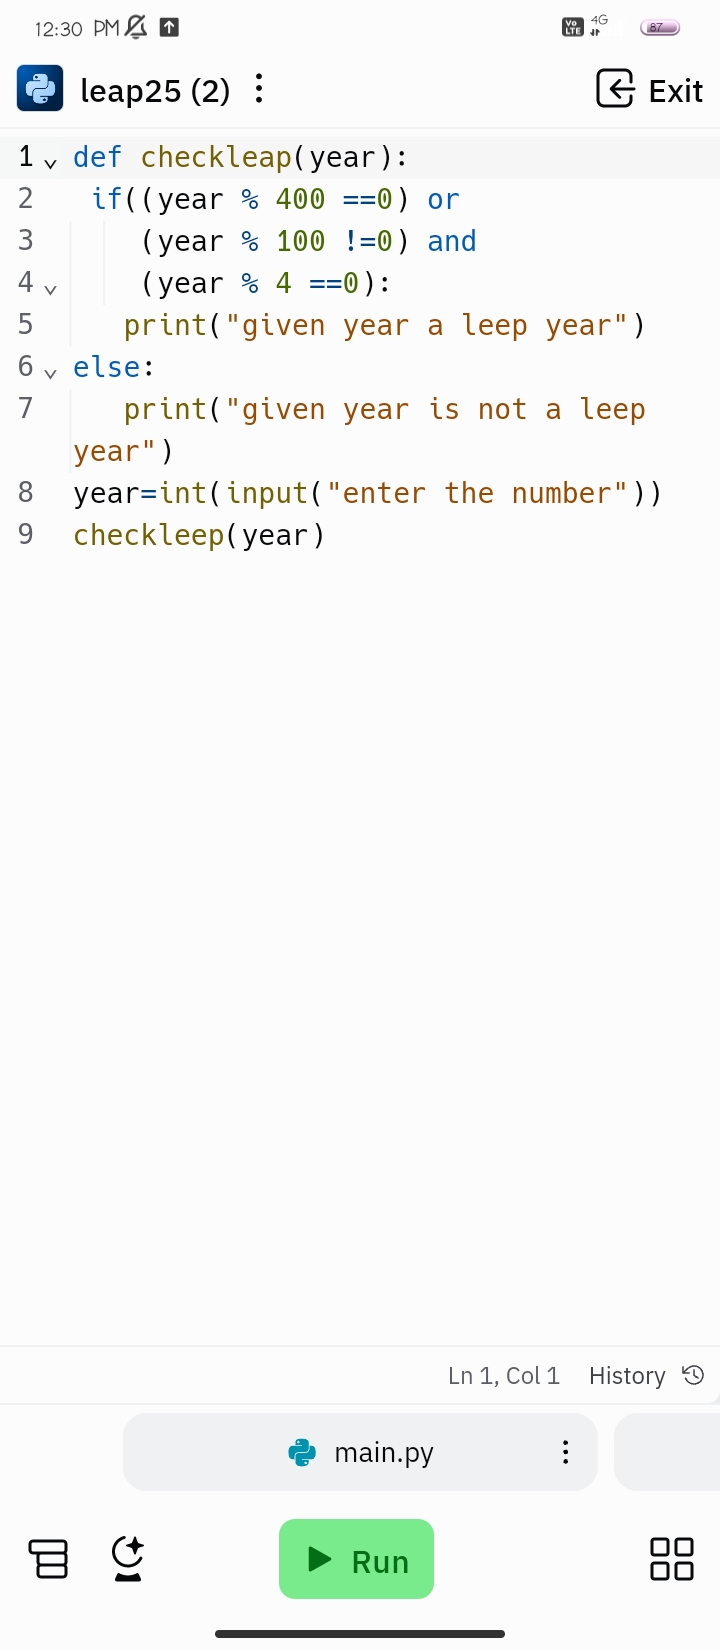 12:30 PM
Vo LTE 4G 87
leap25 (2) Exit
1 def checkleap(year):
2  if((year % 400 ==0) or
3     (year % 100 !=0) and
4     (year % 4 ==0):
5    print("given year a leep year")
6 else:
7    print("given year is not a leep
year")
8 year=int(input("enter the number"))
9 checkleep(year)
Ln 1, Col 1 History
main.py
Run